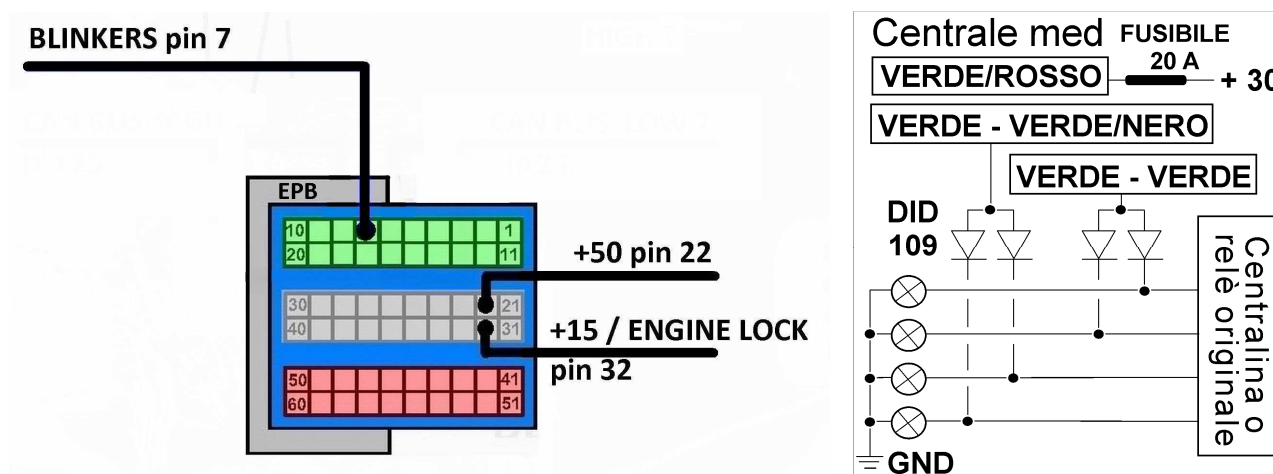 BLINKERS pin 7
EPB
10 1
20 11
30 21
40 31
50 41
60 51
+50 pin 22
+15 / ENGINE LOCK
pin 32
Centrale med
FUSIBILE
20 A
VERDE/ROSSO
+ 30
VERDE - VERDE/NERO
VERDE - VERDE
DID
109
Centralina o
relè originale
GND